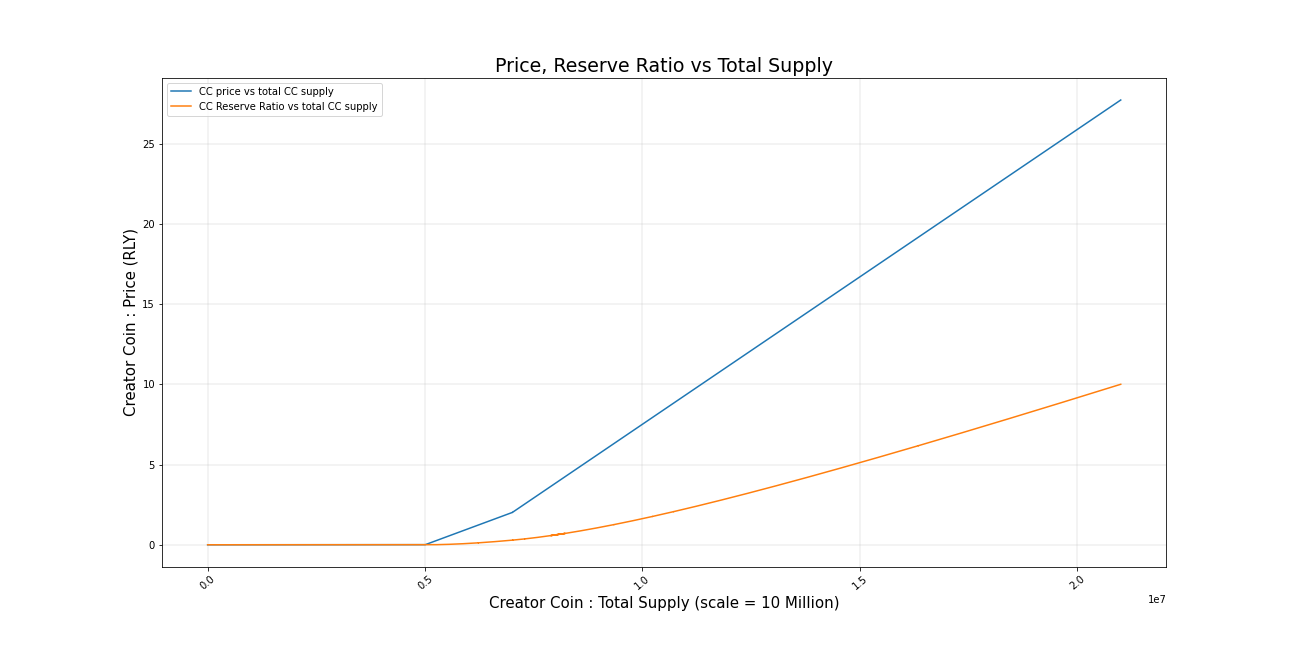 Price, Reserve Ratio vs Total Supply
CC price vs total CC supply
CC Reserve Ratio vs total CC supply
25
20
15
10
5
0
Creator Coin : Price (RLY)
0.0
0.5
1.0
1.5
2.0
1e7
Creator Coin : Total Supply (scale = 10 Million)